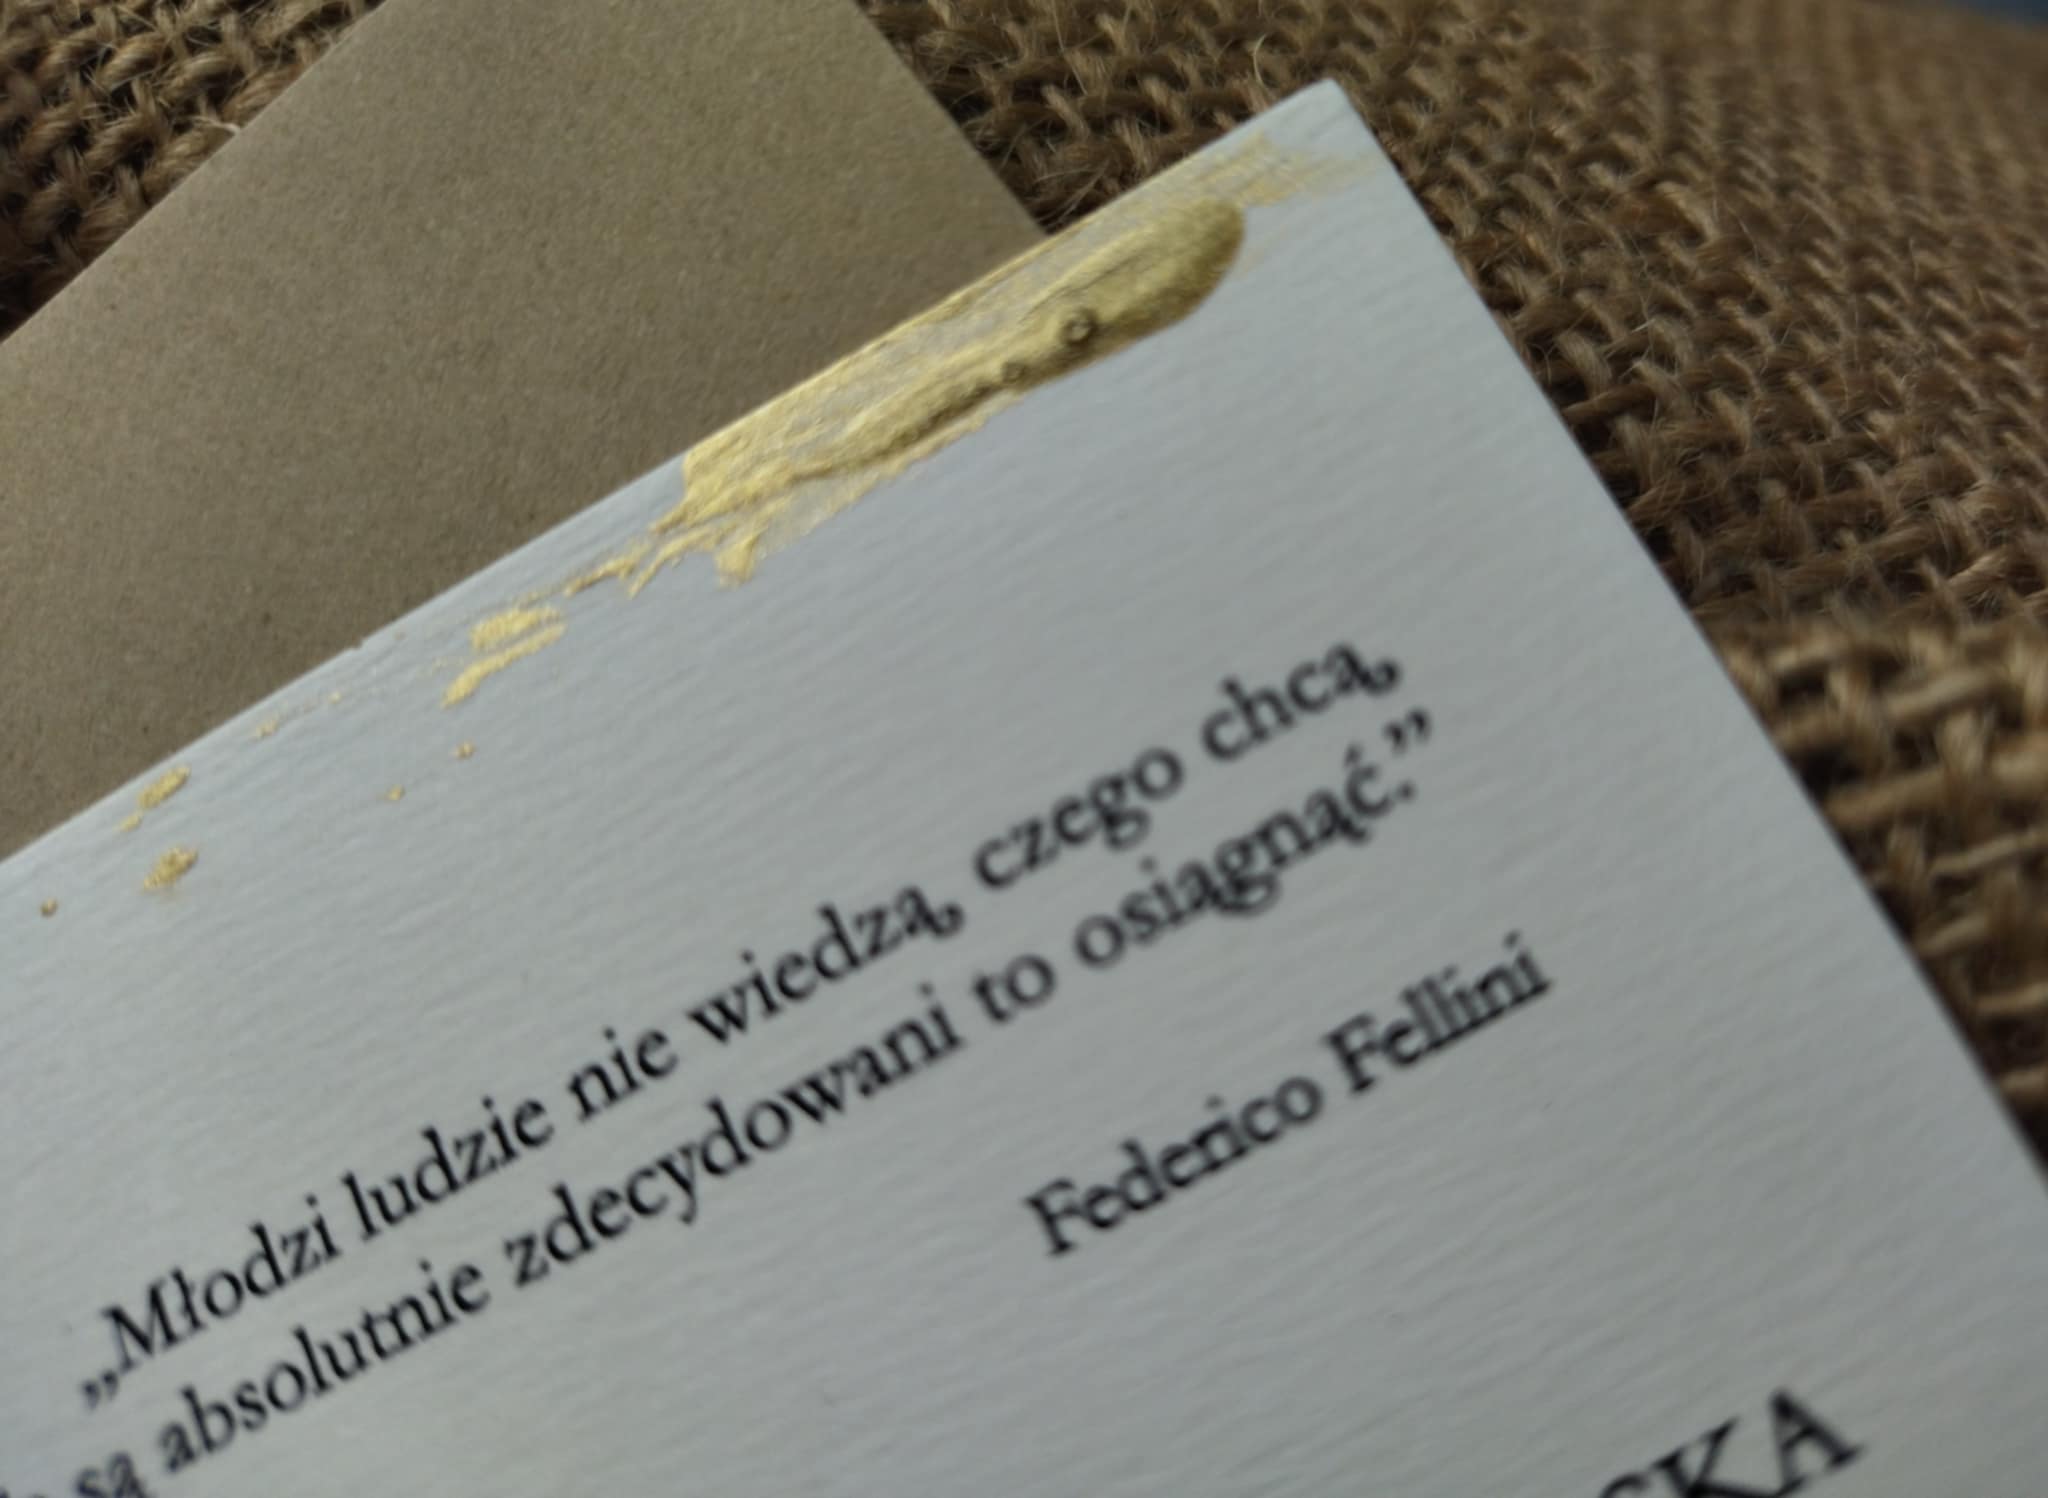 „Młodzi ludzie nie wiedzą, czego chcą,
są absolutnie zdecydowani to osiągnąć.”
Federico Fellini